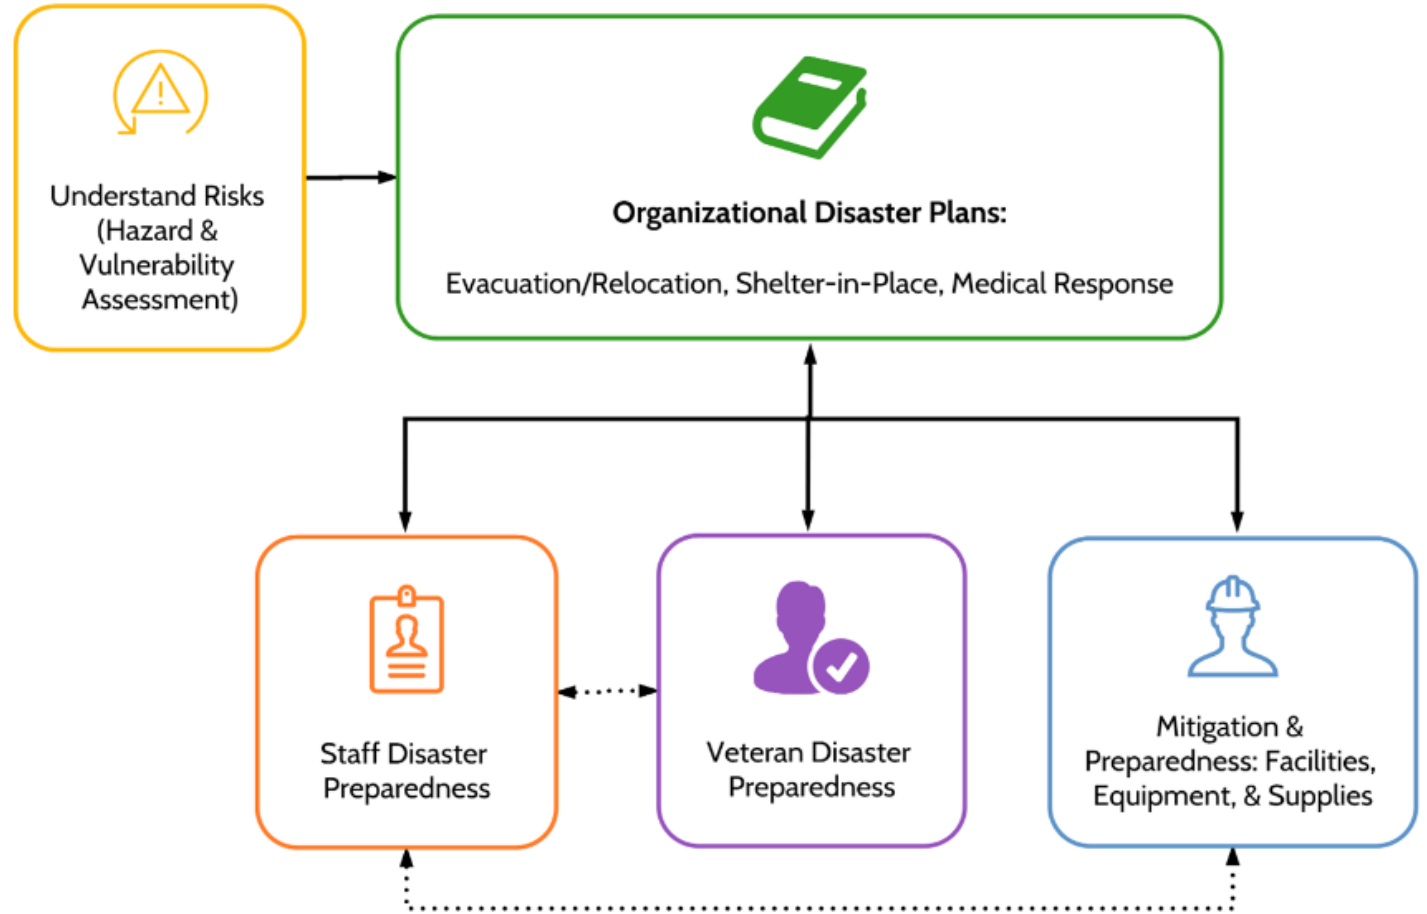 Understand Risks
(Hazard &
Vulnerability
Assessment)
Organizational Disaster Plans:
Evacuation/Relocation, Shelter-in-Place, Medical Response
Staff Disaster
Preparedness
Veteran Disaster
Preparedness
Mitigation &
Preparedness: Facilities,
Equipment, & Supplies